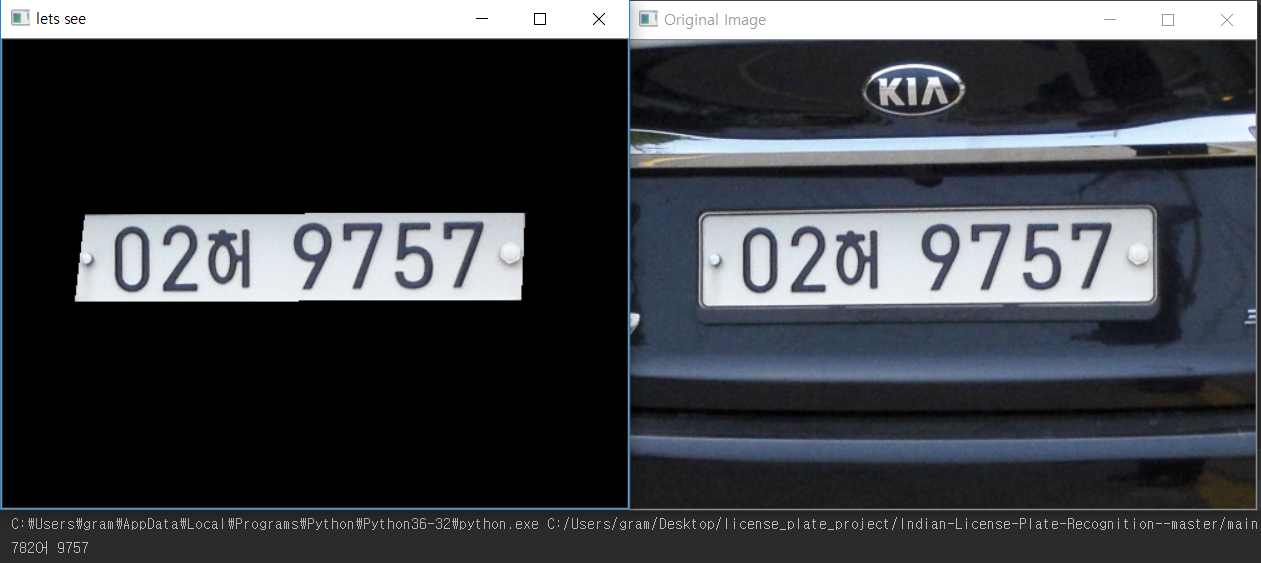 lets see
Original Image
02허 9757
KIA
02허 9757
C:₩Users₩gram₩AppData₩Local₩Programs₩Python₩Python36-32₩python.exe C:/Users/gram/Desktop/license_plate_project/Indian-License-Plate-Recognition--master/main
782어 9757